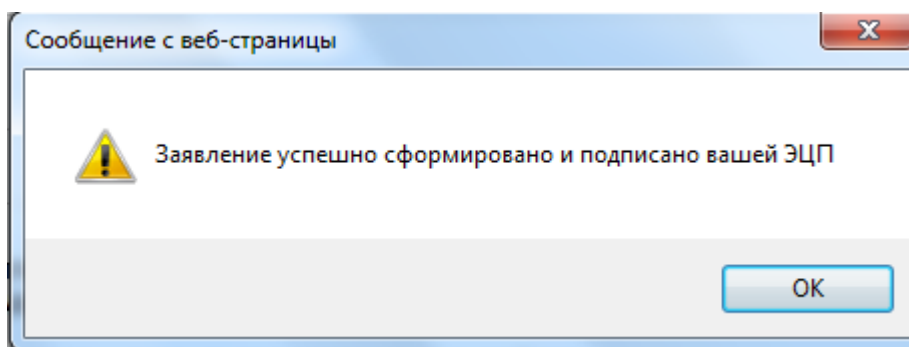 Сообщение с веб-страницы
Заявление успешно сформировано и подписано вашей ЭЦП
OK